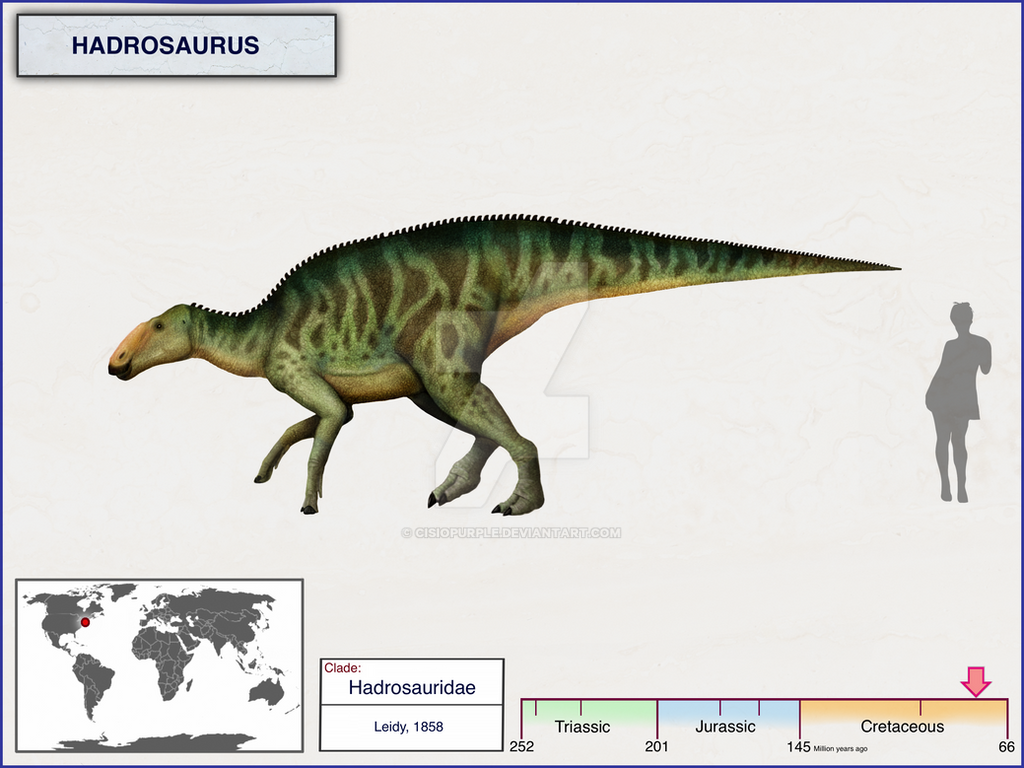 HADROSAURUS
© CISIOPURPLE.DEVIANTART.COM
Clade:
Hadrosauridae
Leidy, 1858
Triassic Jurassic Cretaceous
252 201 145 Million years ago 66